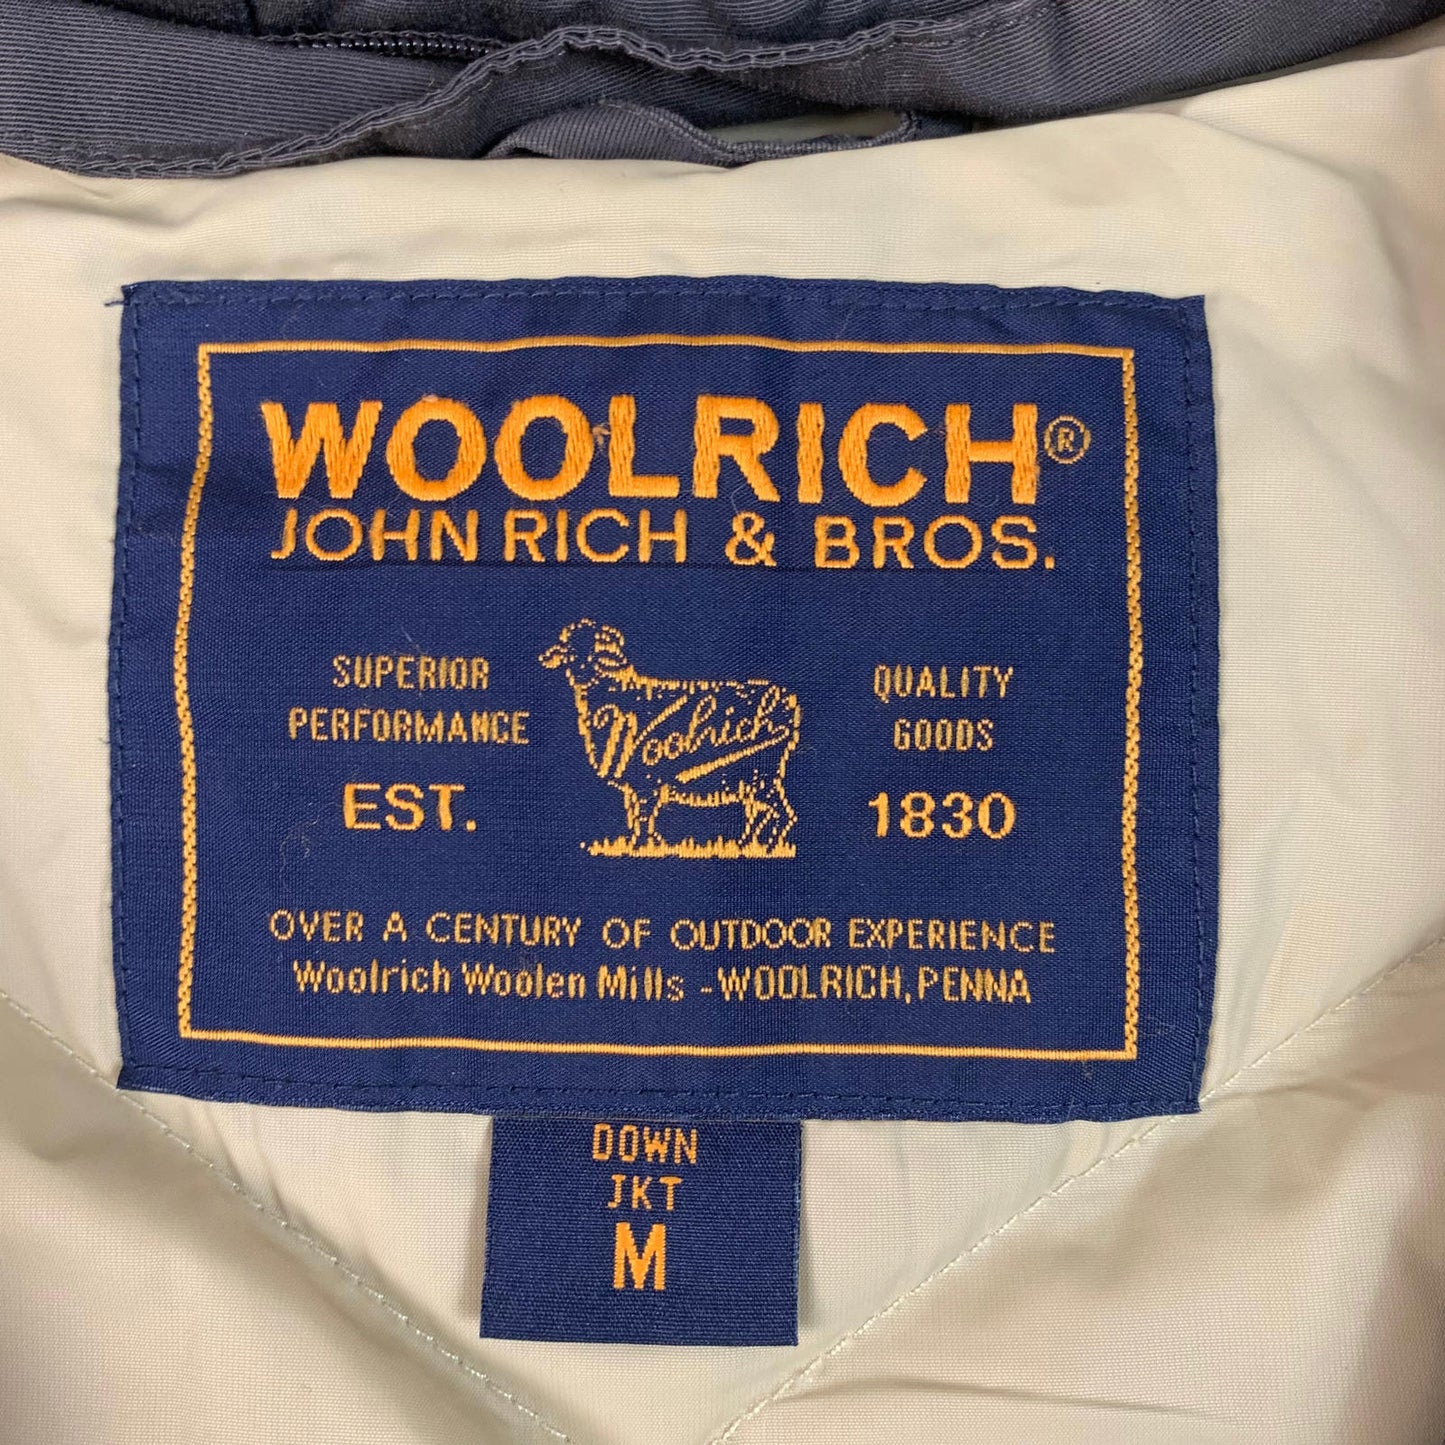 WOOLRICH®
JOHN RICH & BROS.
SUPERIOR
PERFORMANCE
Woolrich
QUALITY
GOODS
EST. 1830
OVER A CENTURY OF OUTDOOR EXPERIENCE
Woolrich Woolen Mills - WOOLRICH, PENNA
DOWN
JKT
M